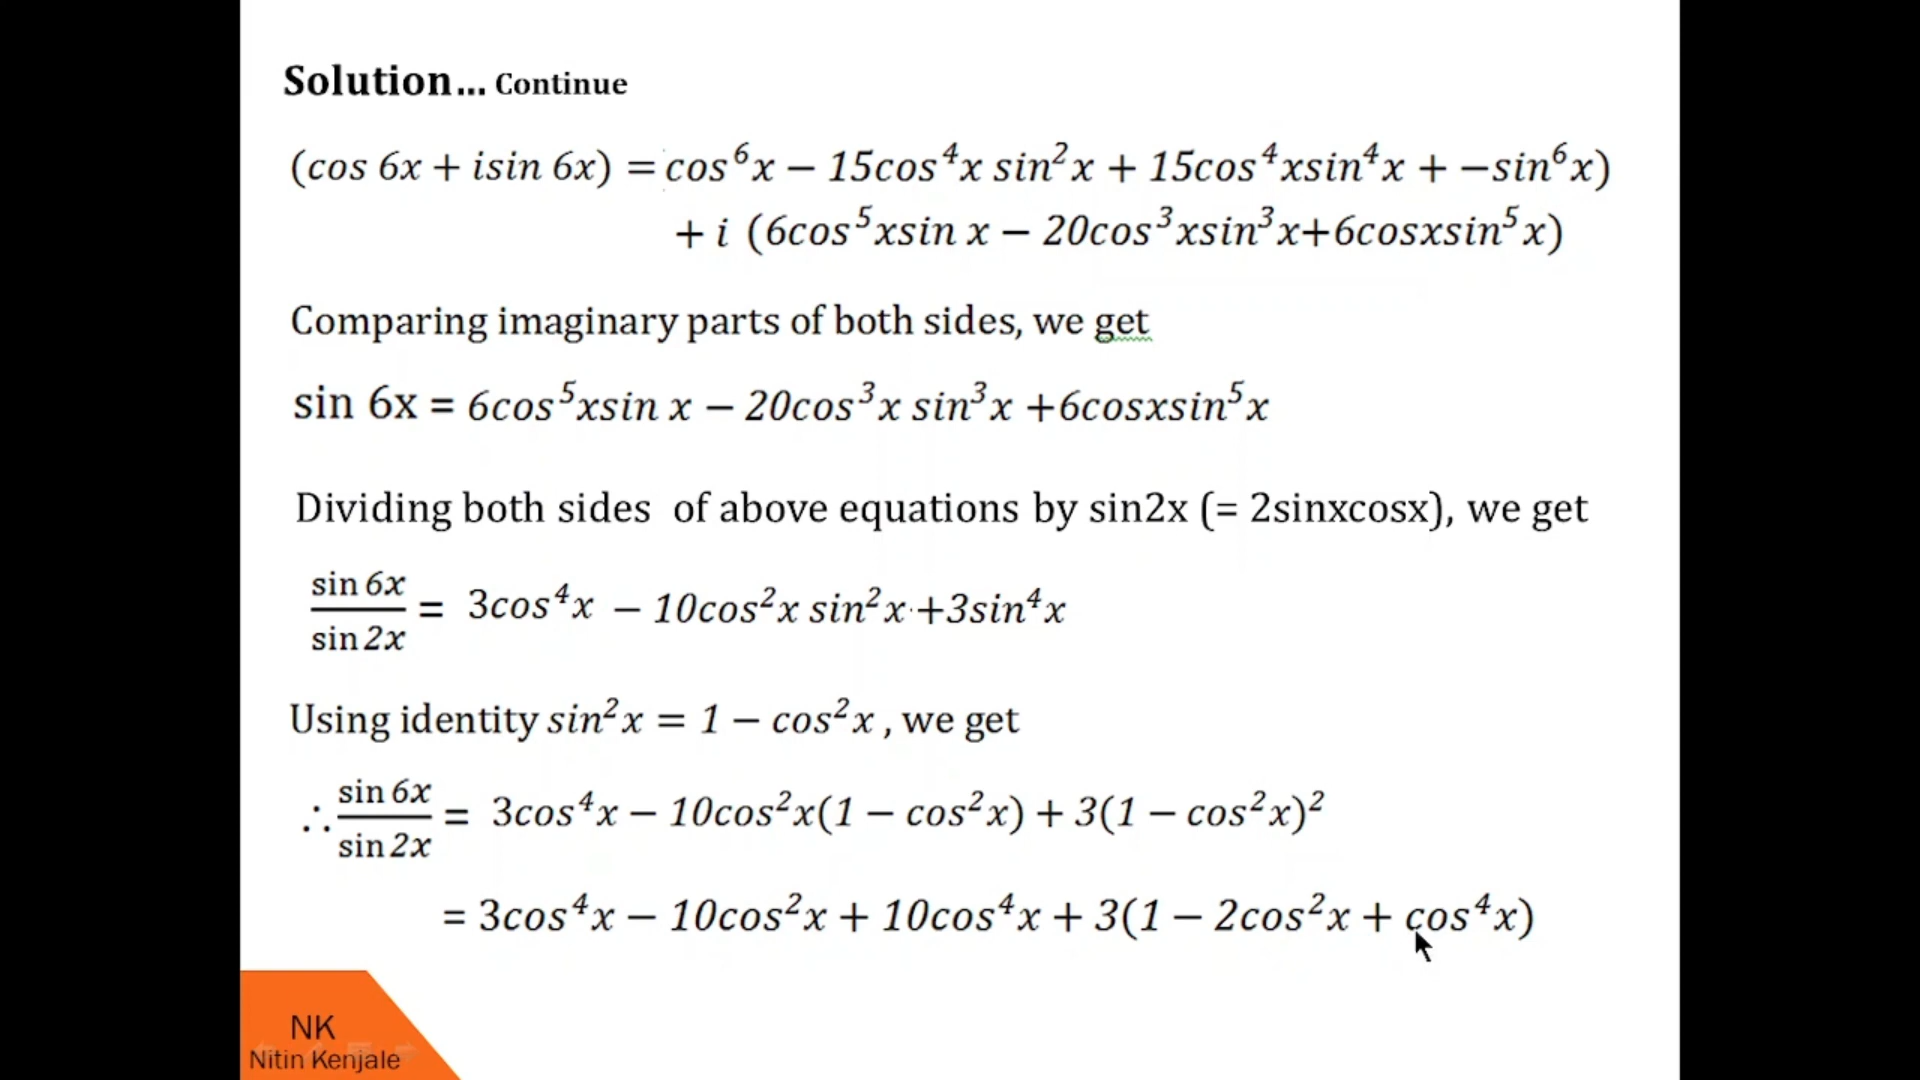 Solution... Continue
(cos 6x + isin 6x) = cos⁶x − 15cos⁴x sin²x + 15cos⁴xsin⁴x + −sin⁶x)
+ i (6cos⁵xsin x − 20cos³xsin³x+6cosxsin⁵x)
Comparing imaginary parts of both sides, we get
sin 6x = 6cos⁵xsin x − 20cos³x sin³x +6cosxsin⁵x
Dividing both sides of above equations by sin2x (= 2sinxcosx), we get
sin 6x / sin 2x = 3cos⁴x − 10cos²x sin²x +3sin⁴x
Using identity sin²x = 1 − cos²x , we get
∴ sin 6x / sin 2x = 3cos⁴x − 10cos²x(1 − cos²x) + 3(1 − cos²x)²
= 3cos⁴x − 10cos²x + 10cos⁴x + 3(1 − 2cos²x + cos⁴x)
NK
Nitin Kenjale